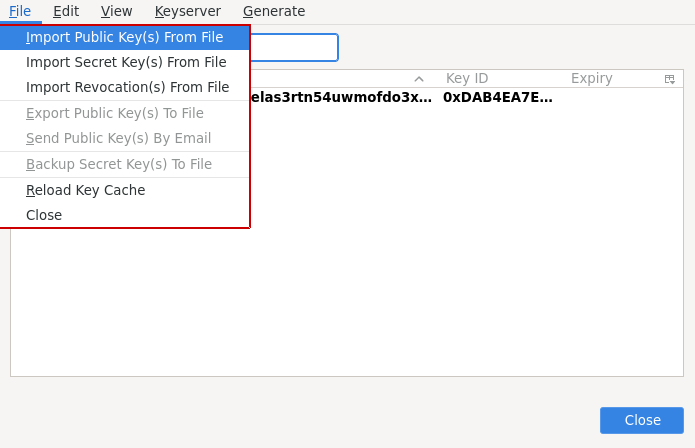 File Edit View Keyserver Generate
Import Public Key(s) From File
Import Secret Key(s) From File
Import Revocation(s) From File
Export Public Key(s) To File
Send Public Key(s) By Email
Backup Secret Key(s) To File
Reload Key Cache
Close
Key ID Expiry
elas3rtn54uwmofdo3x… 0xDAB4EA7E…
Close